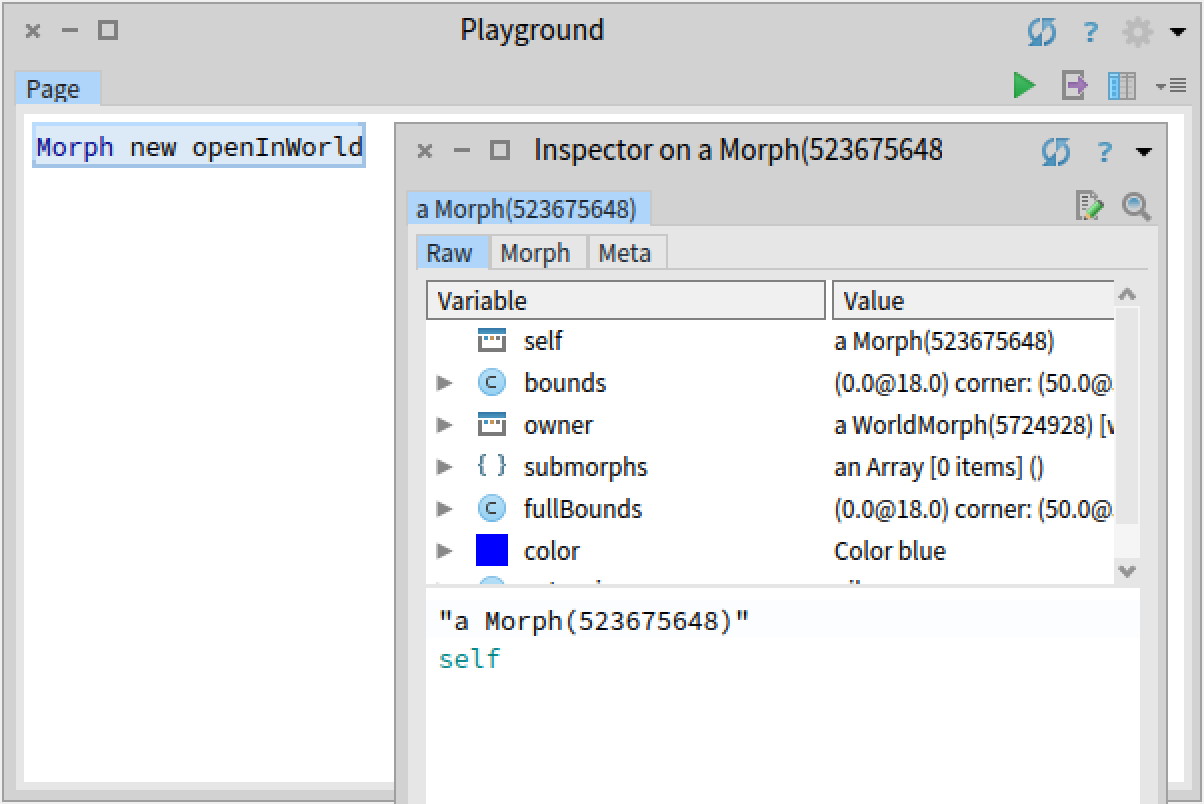 Playground
?
Page
Morph new openInWorld
Inspector on a Morph(523675648
?
a Morph(523675648)
Raw Morph Meta
Variable Value
self a Morph(523675648)
C bounds (0.0@18.0) corner: (50.0@
owner a WorldMorph(5724928) [w
{ } submorphs an Array [0 items] ()
C fullBounds (0.0@18.0) corner: (50.0@
color Color blue
"a Morph(523675648)"
self